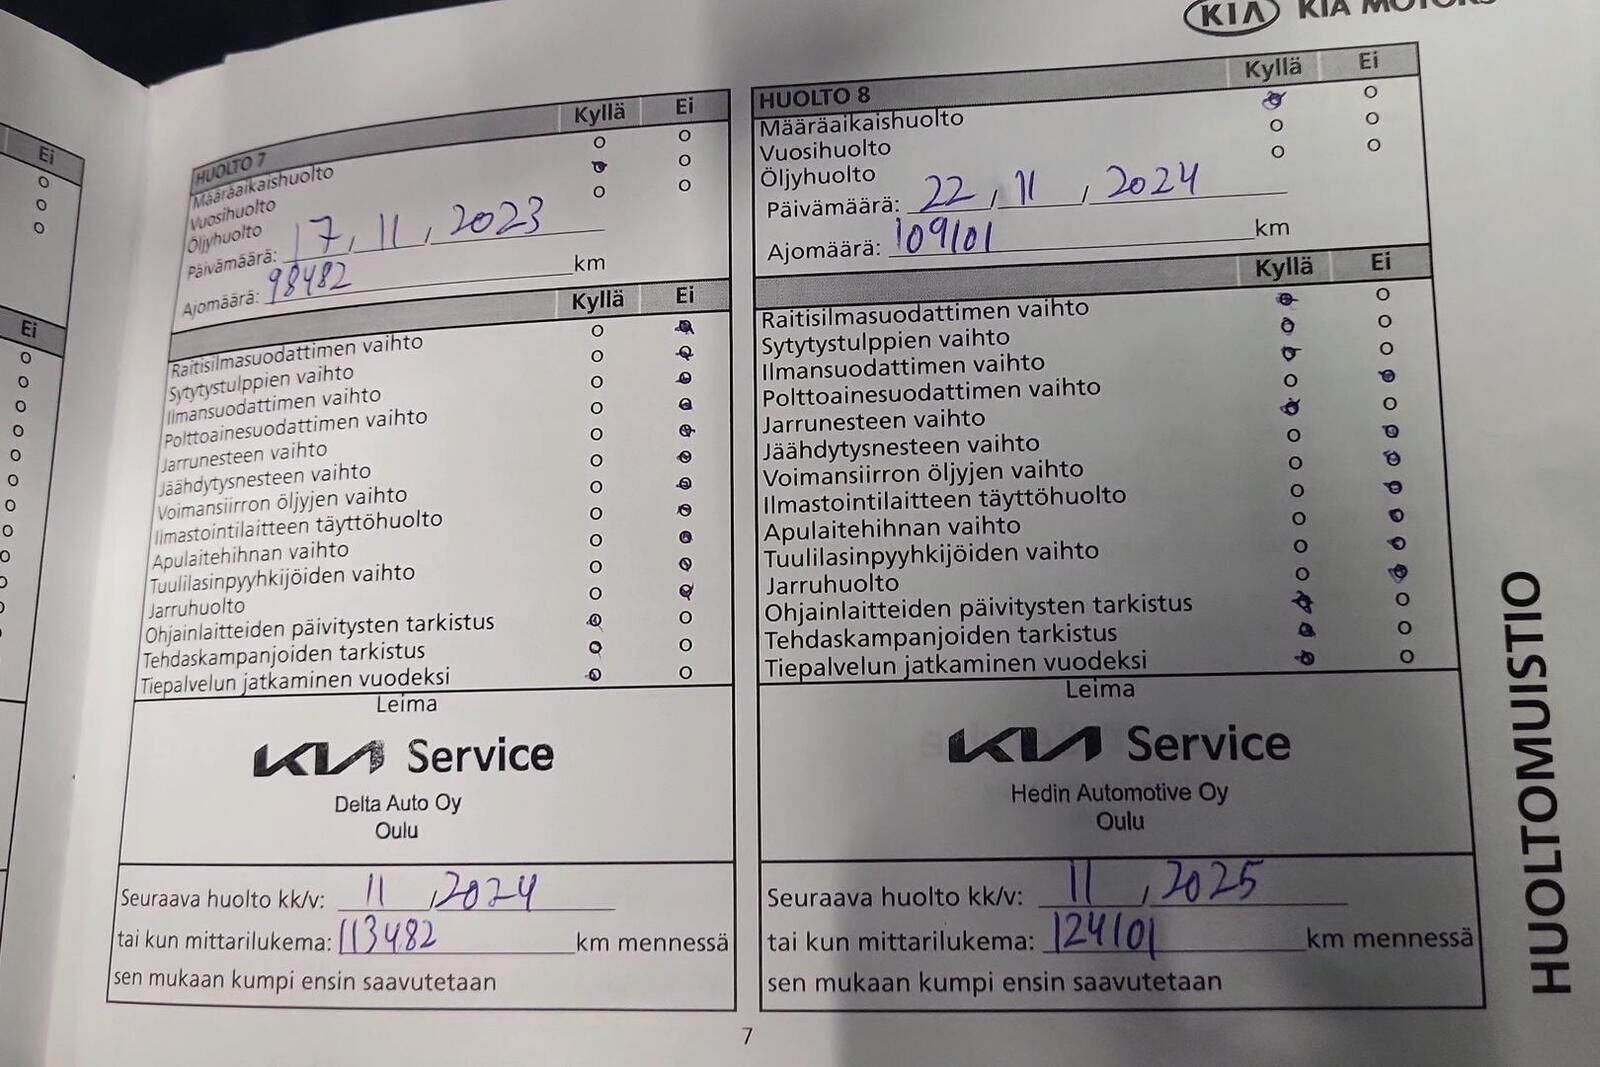 KIA KIA MOTORS
Ei
Ei
HUOLTO 7 Kyllä Ei
Määräaikaishuolto
Vuosihuolto
Öljyhuolto
Päivämäärä: 17, 11, 2023
Ajomäärä: 98482 km
Kyllä Ei
Raitisilmasuodattimen vaihto
Sytytystulppien vaihto
Ilmansuodattimen vaihto
Polttoainesuodattimen vaihto
Jarrunesteen vaihto
Jäähdytysnesteen vaihto
Voimansiirron öljyjen vaihto
Ilmastointilaitteen täyttöhuolto
Apulaitehihnan vaihto
Tuulilasinpyyhkijöiden vaihto
Jarruhuolto
Ohjainlaitteiden päivitysten tarkistus
Tehdaskampanjoiden tarkistus
Tiepalvelun jatkaminen vuodeksi
Leima
KIA Service
Delta Auto Oy
Oulu
Seuraava huolto kk/v: 11 ,2024
tai kun mittarilukema: 113482 km mennessä
sen mukaan kumpi ensin saavutetaan
HUOLTO 8 Kyllä Ei
Määräaikaishuolto
Vuosihuolto
Öljyhuolto
Päivämäärä: 22, 11, 2024
Ajomäärä: 109101 km
Kyllä Ei
Raitisilmasuodattimen vaihto
Sytytystulppien vaihto
Ilmansuodattimen vaihto
Polttoainesuodattimen vaihto
Jarrunesteen vaihto
Jäähdytysnesteen vaihto
Voimansiirron öljyjen vaihto
Ilmastointilaitteen täyttöhuolto
Apulaitehihnan vaihto
Tuulilasinpyyhkijöiden vaihto
Jarruhuolto
Ohjainlaitteiden päivitysten tarkistus
Tehdaskampanjoiden tarkistus
Tiepalvelun jatkaminen vuodeksi
Leima
KIA Service
Hedin Automotive Oy
Oulu
Seuraava huolto kk/v: 11 ,2025
tai kun mittarilukema: 124101 km mennessä
sen mukaan kumpi ensin saavutetaan
HUOLTOMUISTIO
7